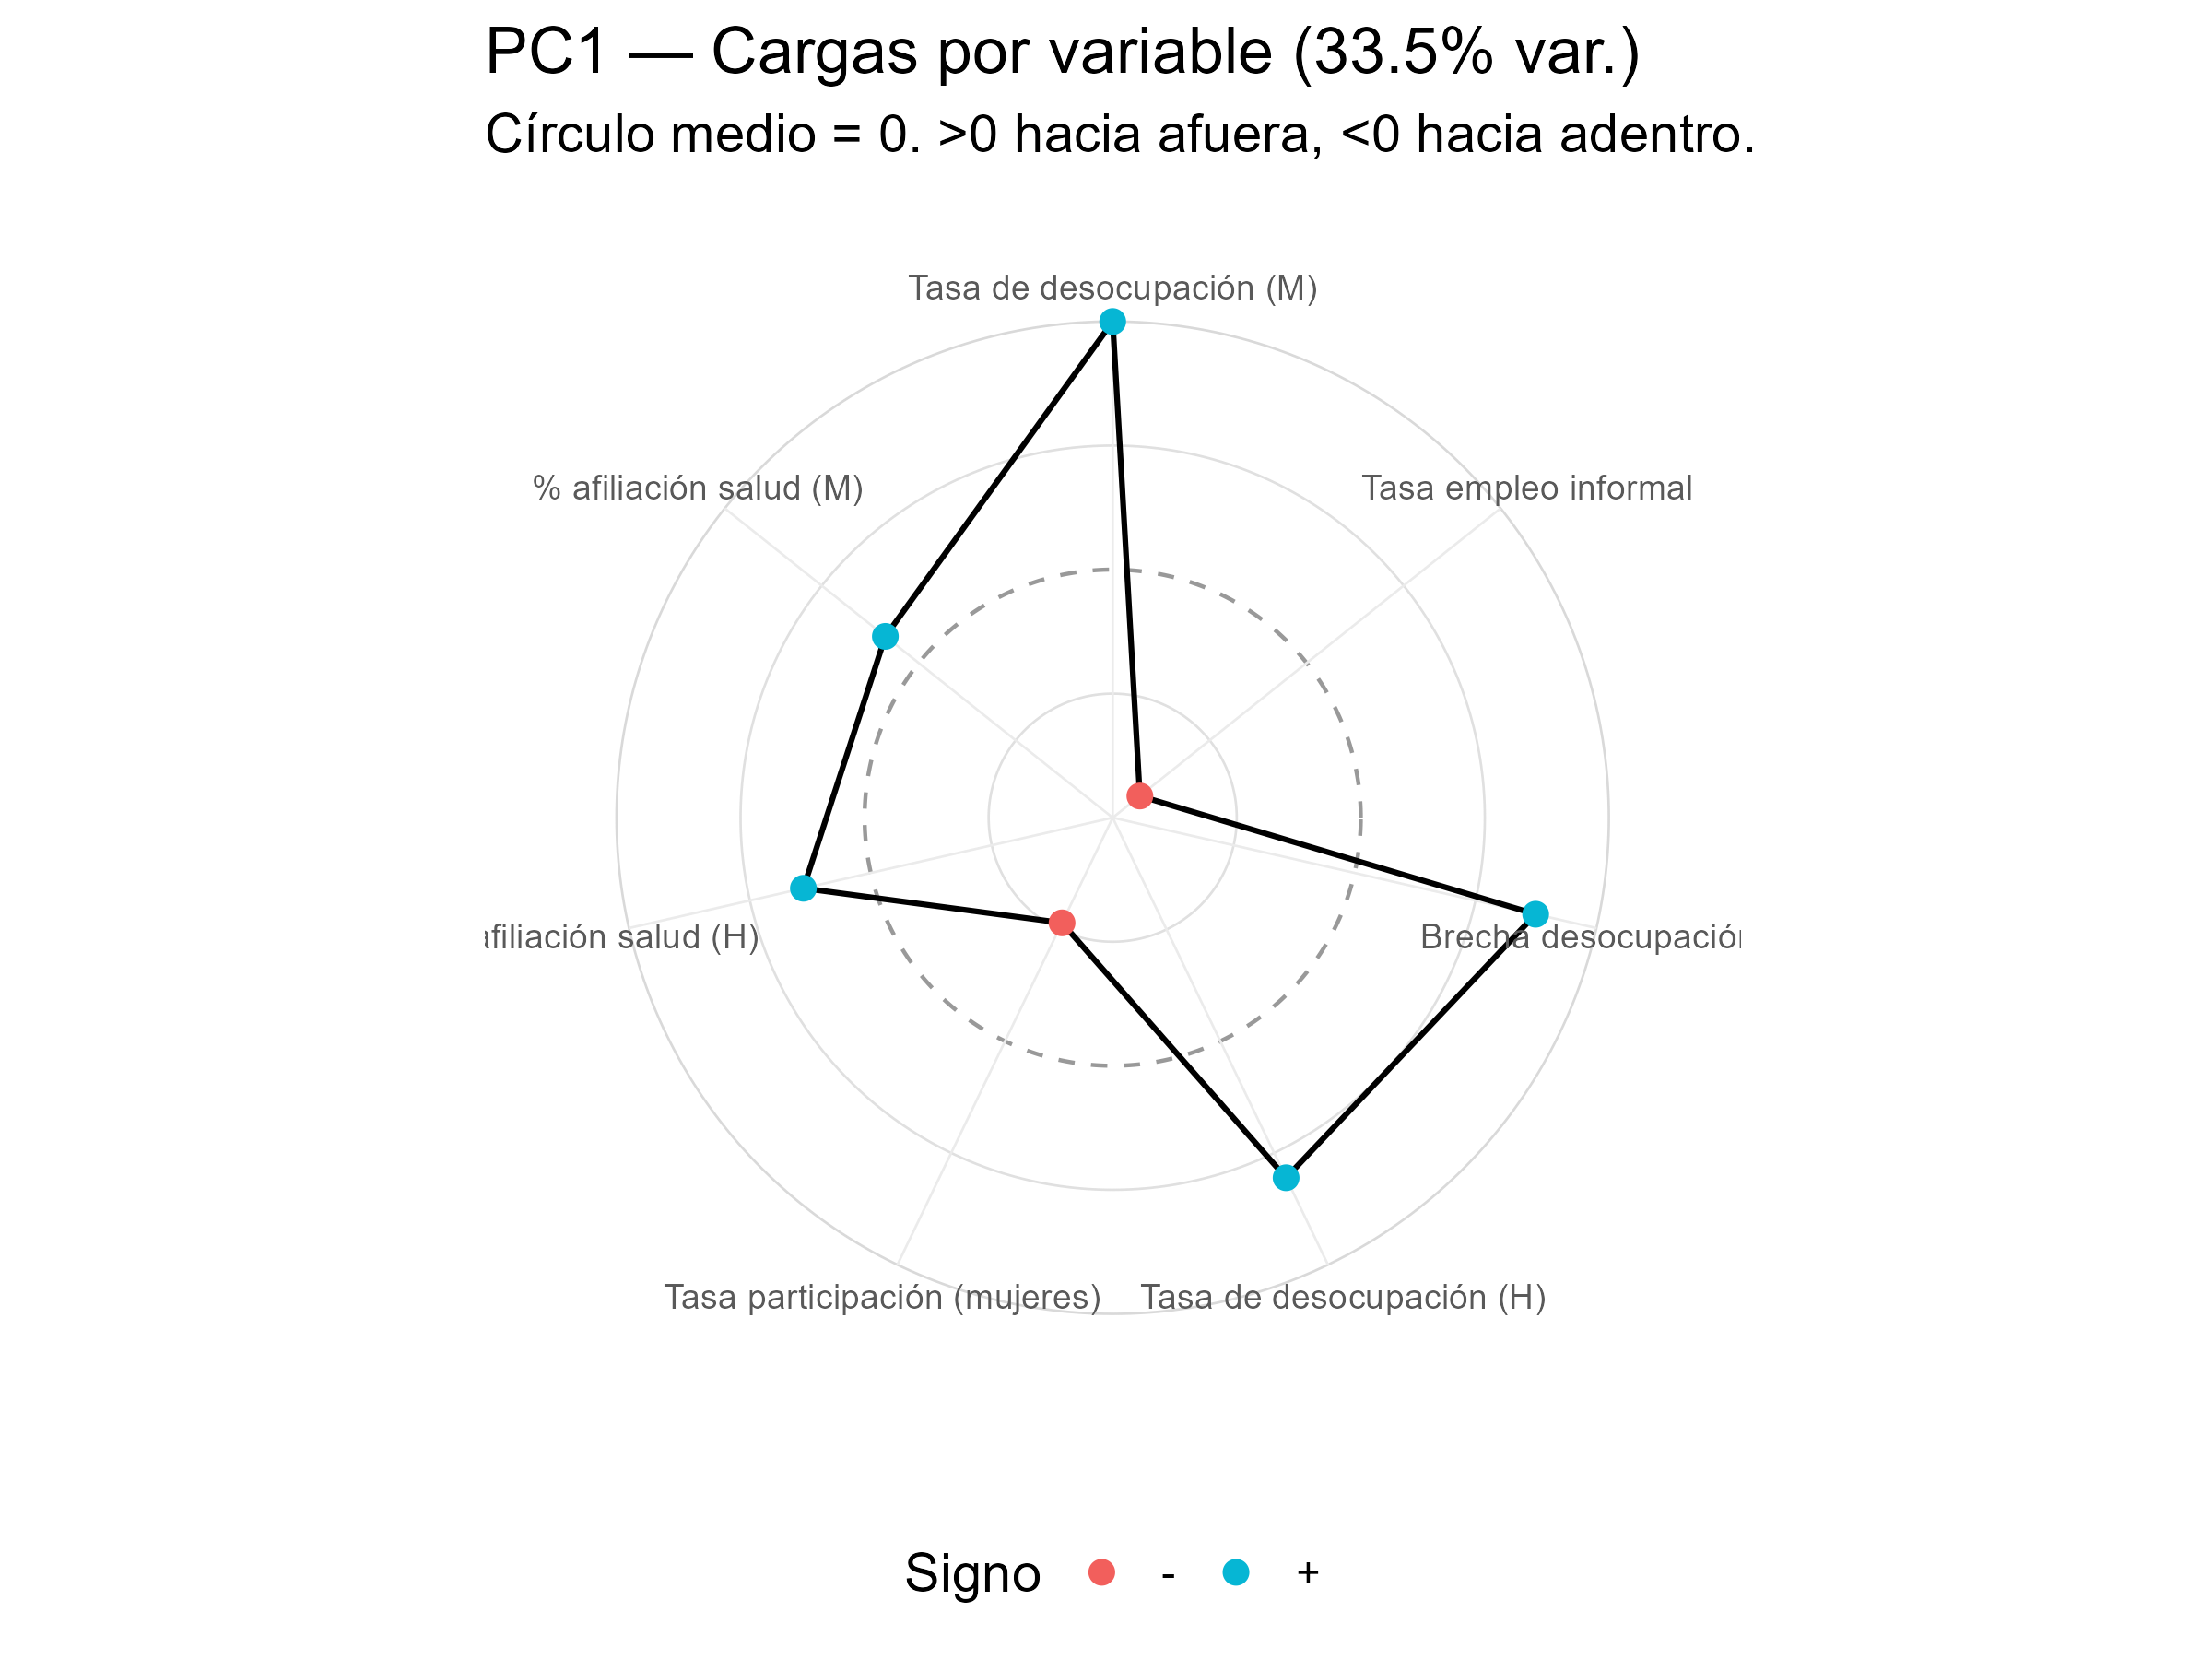 PC1 — Cargas por variable (33.5% var.)
Círculo medio = 0. >0 hacia afuera, <0 hacia adentro.
Tasa de desocupación (M)
% afiliación salud (M)
Tasa empleo informal
afiliación salud (H)
Brecha desocupación
Tasa participación (mujeres)
Tasa de desocupación (H)
Signo - +